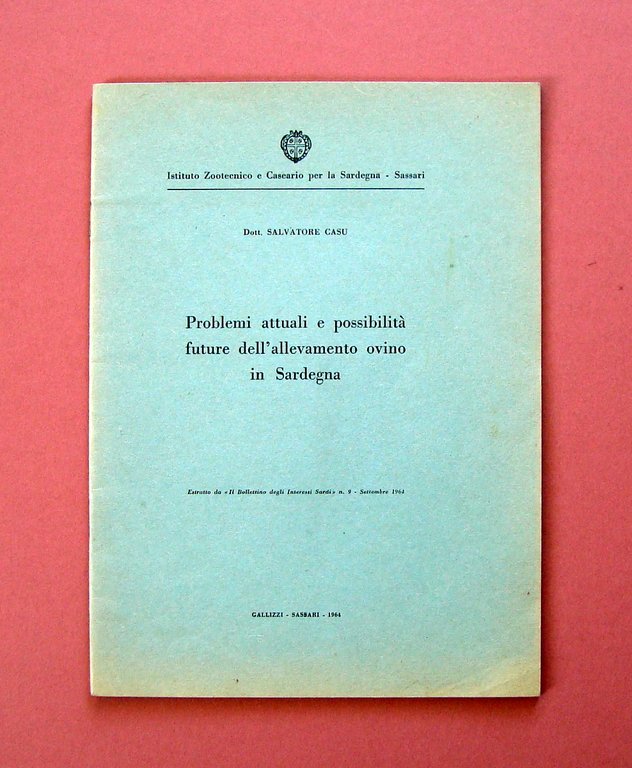 Istituto Zootecnico e Caseario per la Sardegna - Sassari
Dott. SALVATORE CASU
Problemi attuali e possibilità
future dell'allevamento ovino
in Sardegna
Estratto da «Il Bollettino degli Interessi Sardi» n. 9 - Settembre 1964
GALLIZZI - SASSARI - 1964